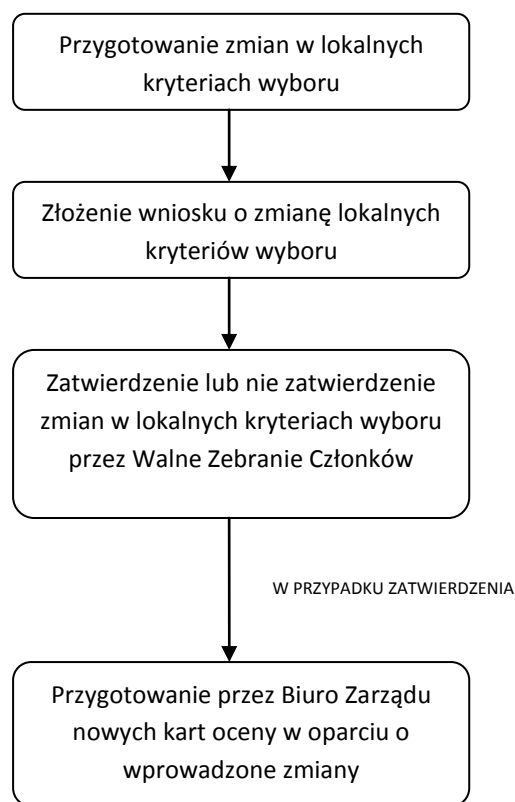 Przygotowanie zmian w lokalnych
kryteriach wyboru
Złożenie wniosku o zmianę lokalnych
kryteriów wyboru
Zatwierdzenie lub nie zatwierdzenie
zmian w lokalnych kryteriach wyboru
przez Walne Zebranie Członków
W PRZYPADKU ZATWIERDZENIA
Przygotowanie przez Biuro Zarządu
nowych kart oceny w oparciu o
wprowadzone zmiany